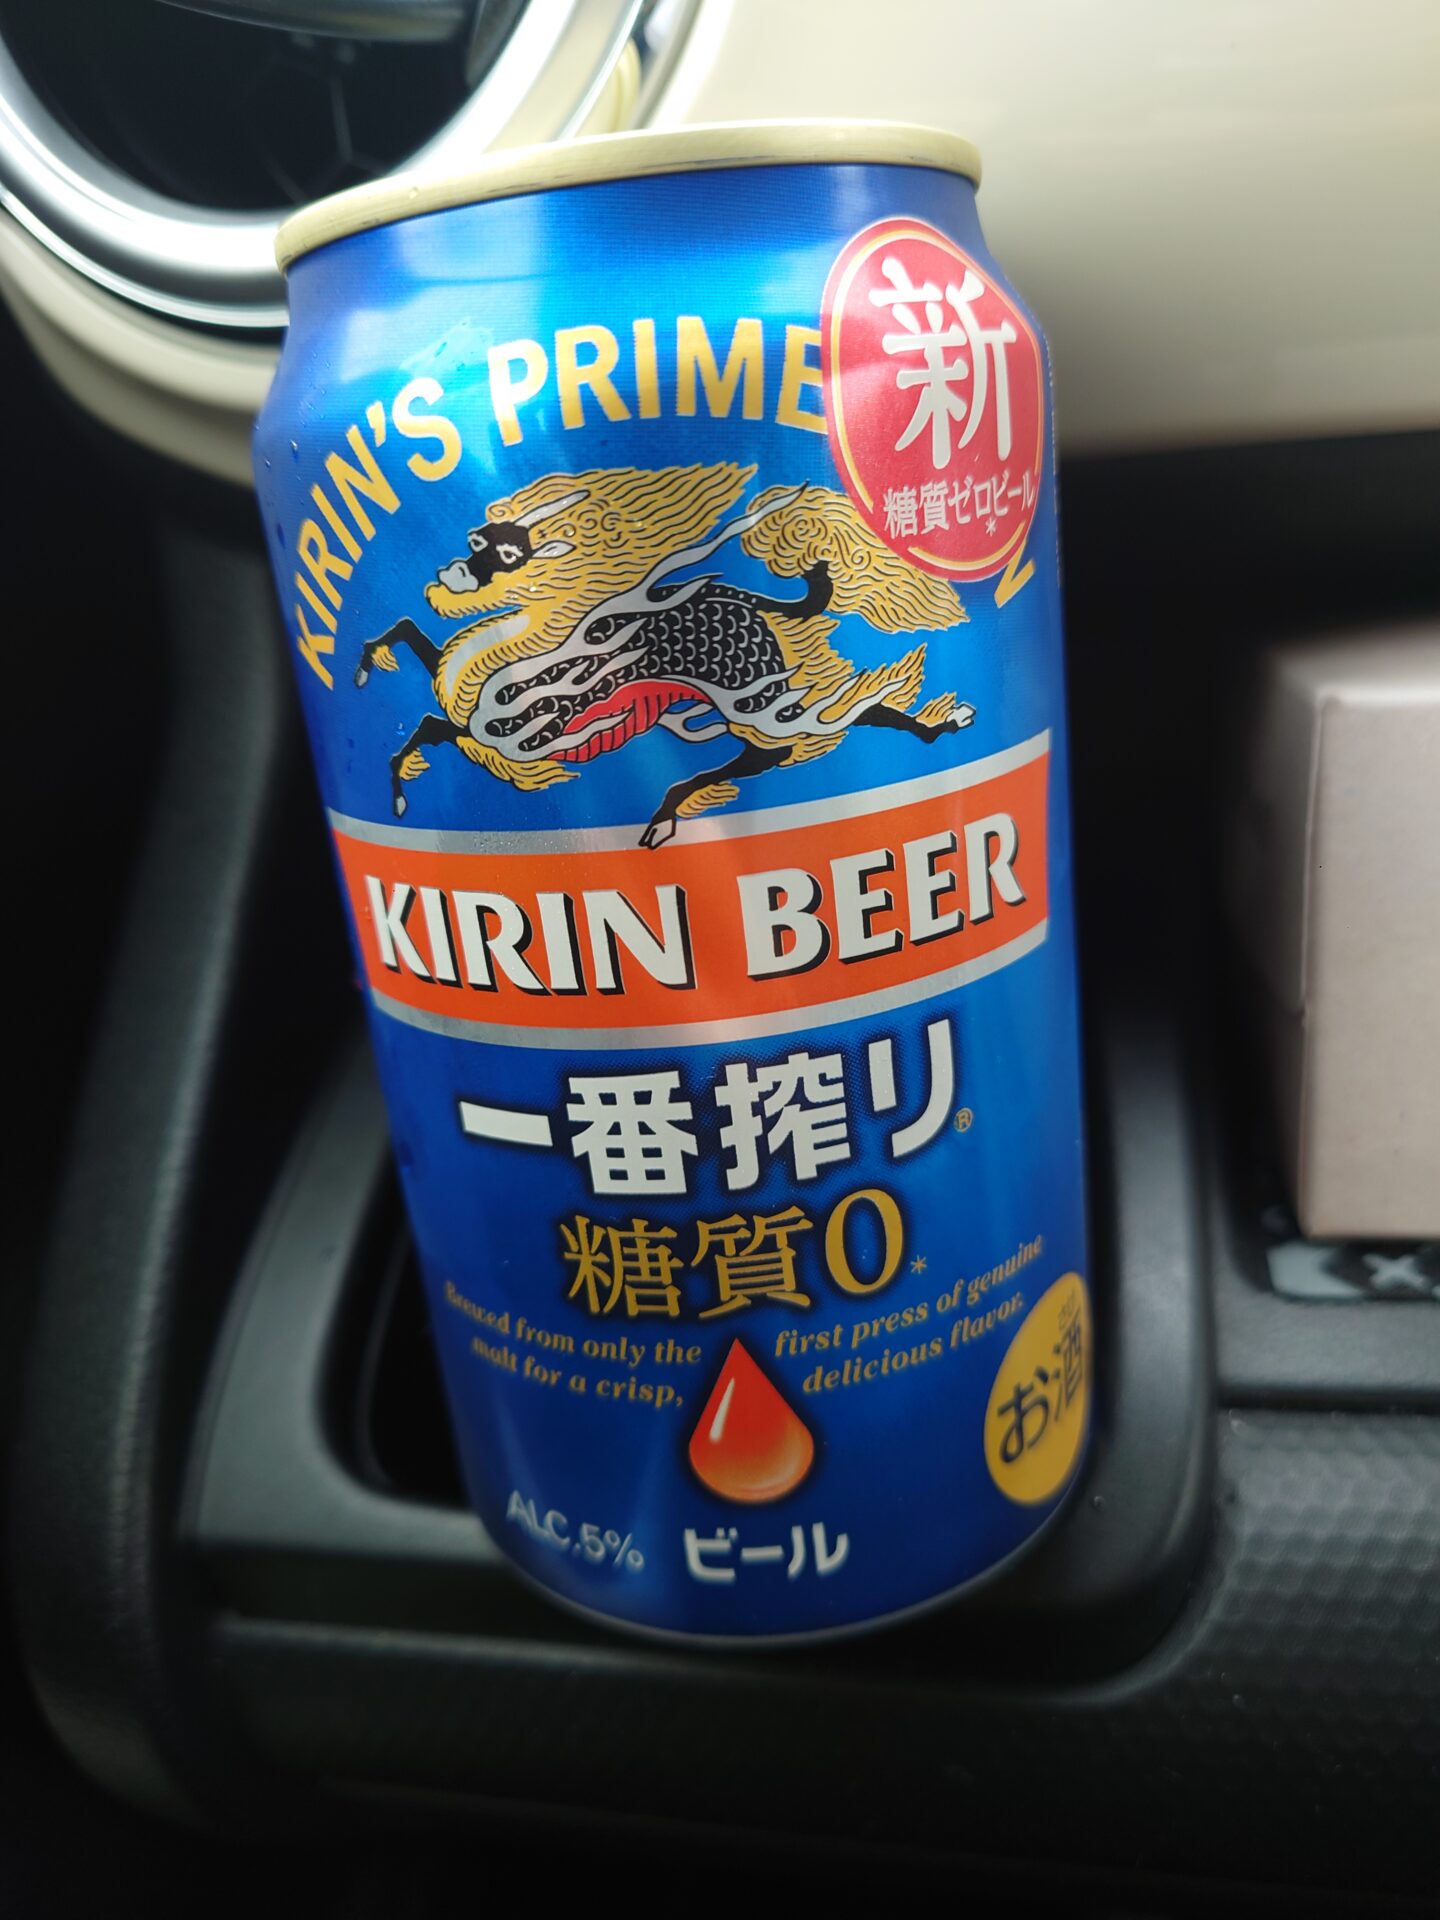 KIRIN'S PRIME
新
糖質ゼロビール
*
KIRIN BEER
一番搾り®
糖質0*
Brewed from only the first press of genuine
malt for a crisp, delicious flavor.
お酒
ALC.5% ビール